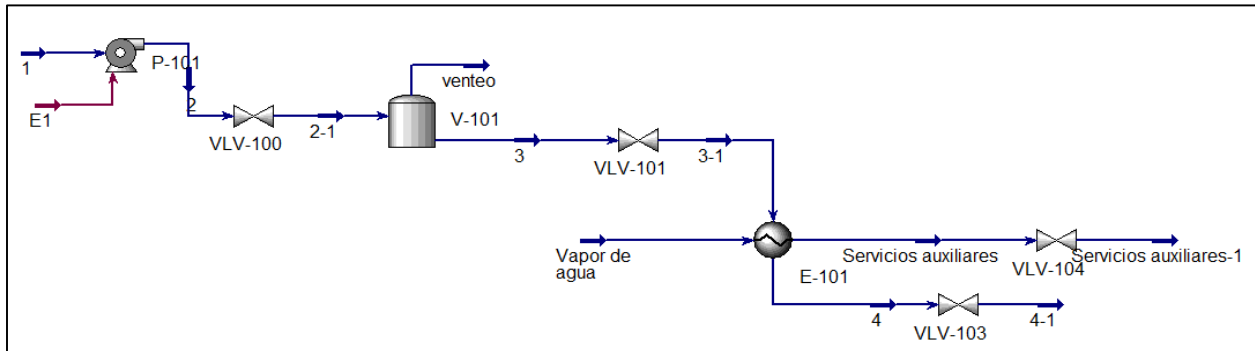 1
P-101
E1
2
VLV-100
2-1
venteo
V-101
3
VLV-101
3-1
Vapor de
agua
E-101
Servicios auxiliares
VLV-104
Servicios auxiliares-1
4
VLV-103
4-1